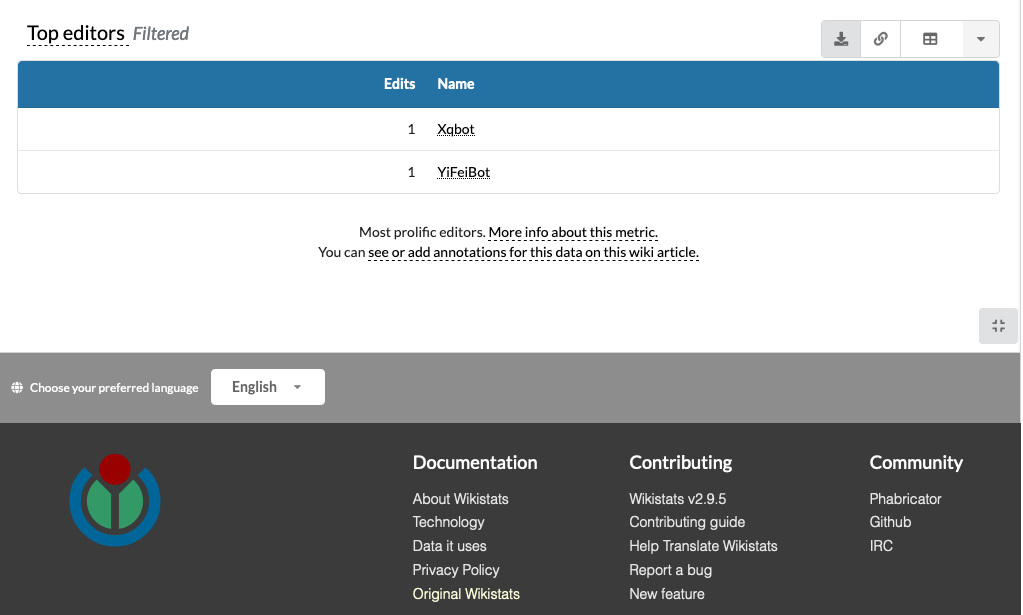 Top editors Filtered
Edits Name
1 Xqbot
1 YiFeiBot
Most prolific editors. More info about this metric.
You can see or add annotations for this data on this wiki article.
Choose your preferred language English
Documentation
About Wikistats
Technology
Data it uses
Privacy Policy
Original Wikistats
Contributing
Wikistats v2.9.5
Contributing guide
Help Translate Wikistats
Report a bug
New feature
Community
Phabricator
Github
IRC